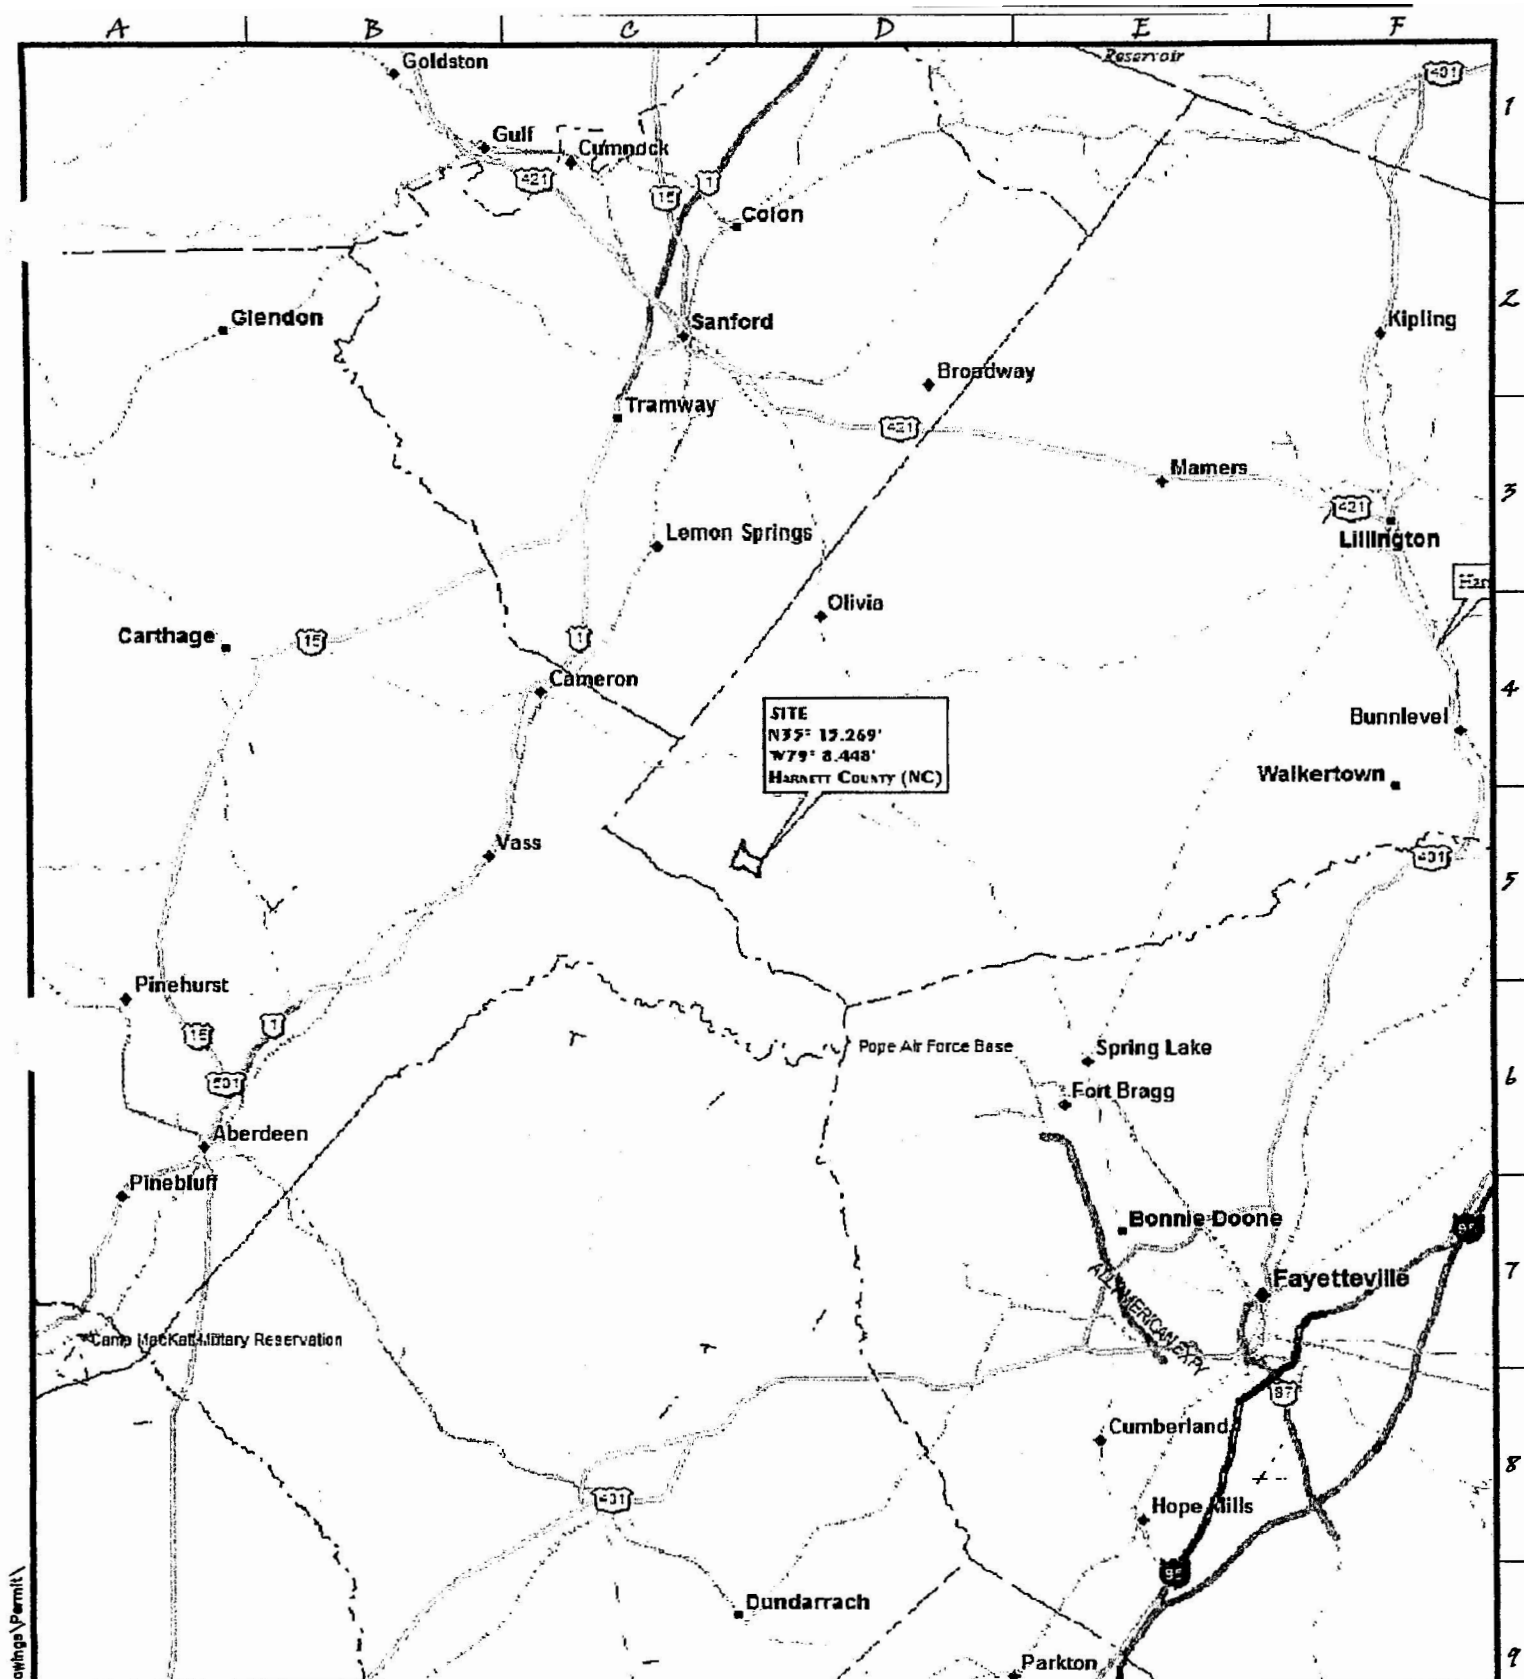 A B C D E F
Reservoir
Goldston
401
1
Gulf
Cumnock
421
15
1
Colon
2
Glendon
Sanford
Kipling
Broadway
Tramway
421
Mamers
3
421
Lemon Springs
Lillington
Har
Olivia
Carthage
15
1
Cameron
4
SITE
N35° 15.269'
W79° 8.448'
HARNETT COUNTY (NC)
Bunnlevel
Walkertown
Vass
401
5
Pinehurst
15
1
Pope Air Force Base
Spring Lake
501
Fort Bragg
6
Aberdeen
Pinebluff
Bonnie Doone
95
7
Fayetteville
ALL AMERICAN EXPY
Camp MacKall Military Reservation
87
Cumberland
8
401
Hope Mills
95
Dundarrach
Parkton
9
awings\Permit\